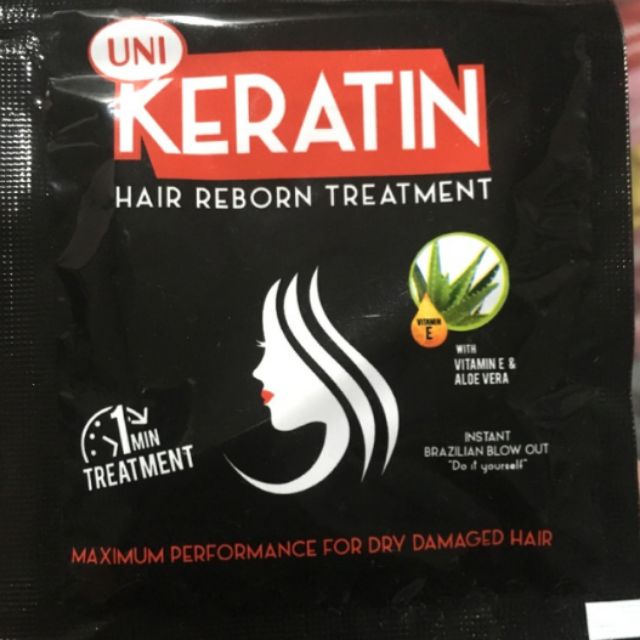 UNI
KERATIN
HAIR REBORN TREATMENT
VITAMIN
E
WITH
VITAMIN E &
ALOE VERA
1
MIN
TREATMENT
INSTANT
BRAZILIAN BLOW OUT
"Do it yourself"
MAXIMUM PERFORMANCE FOR DRY DAMAGED HAIR